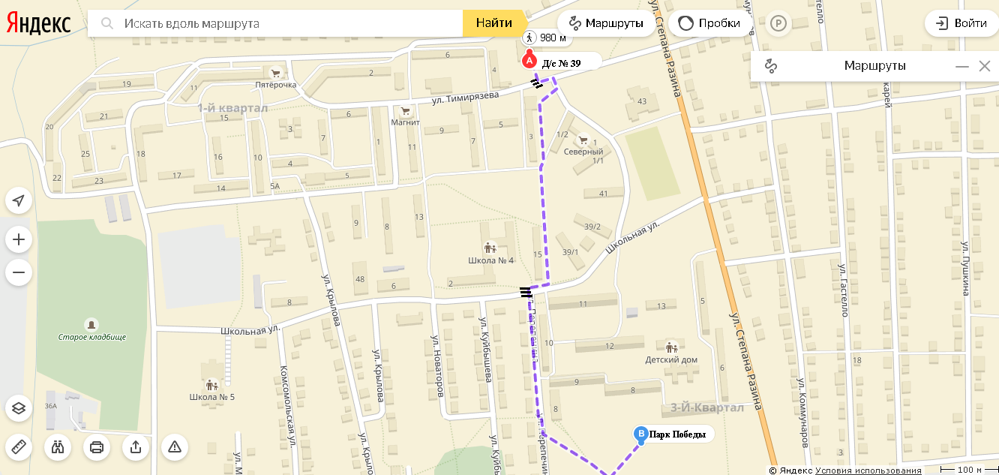 Яндекс
Искать вдоль маршрута
Найти
Маршруты
Пробки
P
Войти
980 м
A
Д/с № 39
Маршруты
ул. Степана Разина
Пятёрочка
ул. Тимирязева
1-й квартал
Магнит
Северный
19
11
2
6
4
43
20
21
15
3
6
9
5
1/2
1
1/1
25
18
16
10
7
1
11
7
3
22
23
17
14
4
5
5А
41
9
8
13
39/2
39/1
15
Школа № 4
2
Школьная ул.
48
6
8
11
13
5
12
10
9
8
8
6
18
3
Старое кладбище
Школьная ул.
ул. Крылова
ул. Крылова
ул. Новаторов
ул. Куйбышева
Комсомольская ул.
Школа № 5
36А
Детский дом
3-Й-Квартал
ул. Степана Разина
ул. Гастелло
ул. Пушкина
ул. Коммунаров
B
Парк Победы
© Яндекс Условия использования
100 м